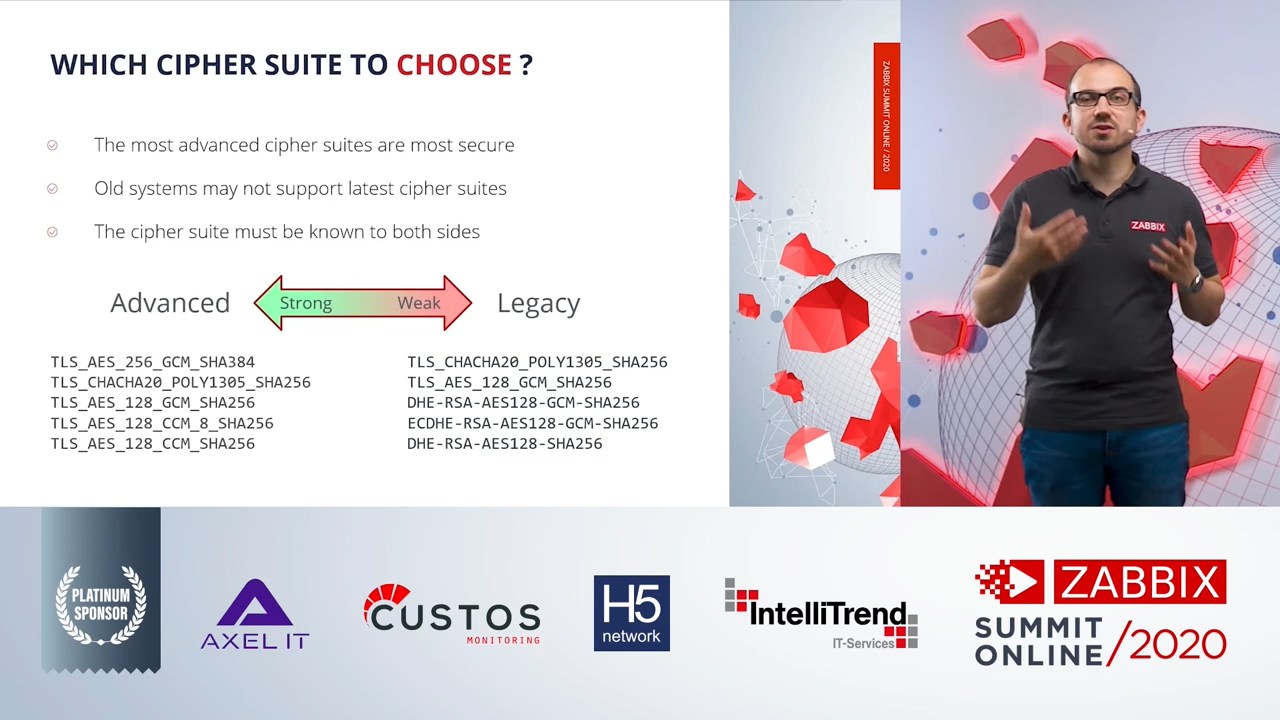 WHICH CIPHER SUITE TO CHOOSE ?
The most advanced cipher suites are most secure
Old systems may not support latest cipher suites
The cipher suite must be known to both sides
Advanced
Strong
Weak
Legacy
TLS_AES_256_GCM_SHA384
TLS_CHACHA20_POLY1305_SHA256
TLS_AES_128_GCM_SHA256
TLS_AES_128_CCM_8_SHA256
TLS_AES_128_CCM_SHA256
TLS_CHACHA20_POLY1305_SHA256
TLS_AES_128_GCM_SHA256
DHE-RSA-AES128-GCM-SHA256
ECDHE-RSA-AES128-GCM-SHA256
DHE-RSA-AES128-SHA256
ZABBIX SUMMIT ONLINE / 2020
ZABBIX
PLATINUM
SPONSOR
AXEL IT
CUSTOS
MONITORING
H5
network
IntelliTrend
IT-Services
ZABBIX
SUMMIT
ONLINE/2020